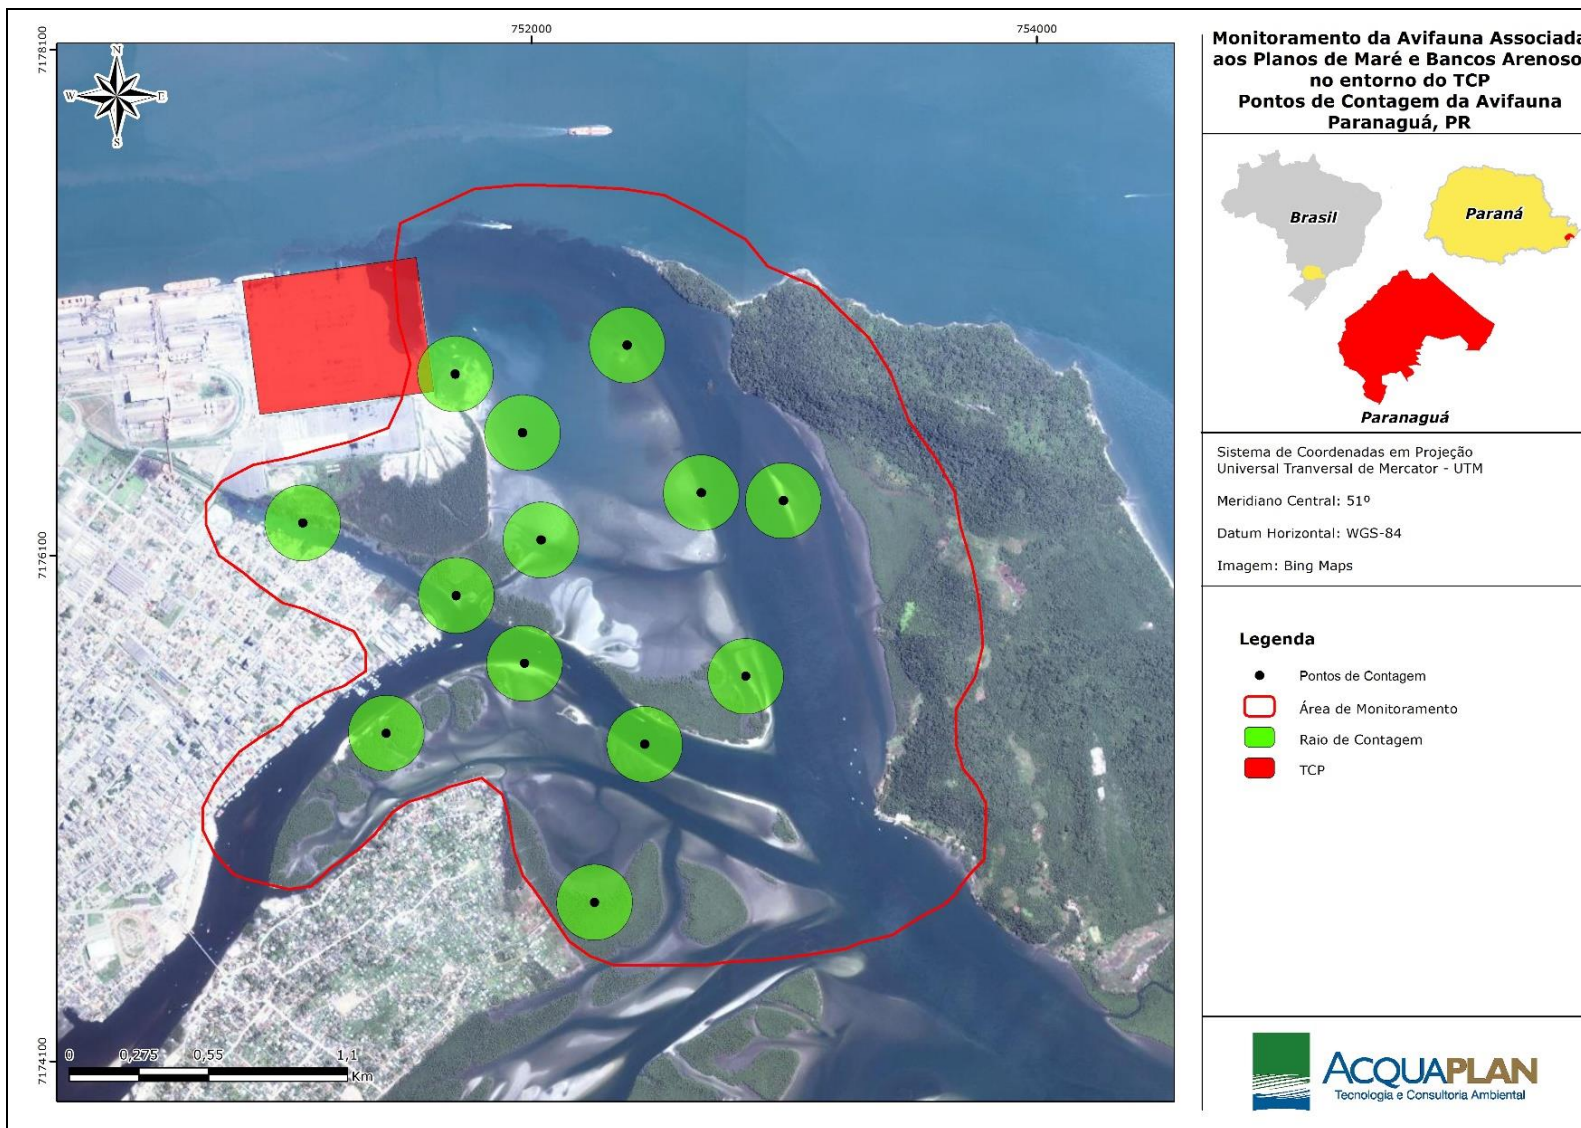 752000
754000
7178100
7176100
7174100
N
W
E
S
0
0,275
0,55
1,1
Km
Monitoramento da Avifauna Associada
aos Planos de Maré e Bancos Arenoso
no entorno do TCP
Pontos de Contagem da Avifauna
Paranaguá, PR
Brasil
Paraná
Paranaguá
Sistema de Coordenadas em Projeção
Universal Tranversal de Mercator - UTM
Meridiano Central: 51º
Datum Horizontal: WGS-84
Imagem: Bing Maps
Legenda
Pontos de Contagem
Área de Monitoramento
Raio de Contagem
TCP
ACQUAPLAN
Tecnologia e Consultoria Ambiental